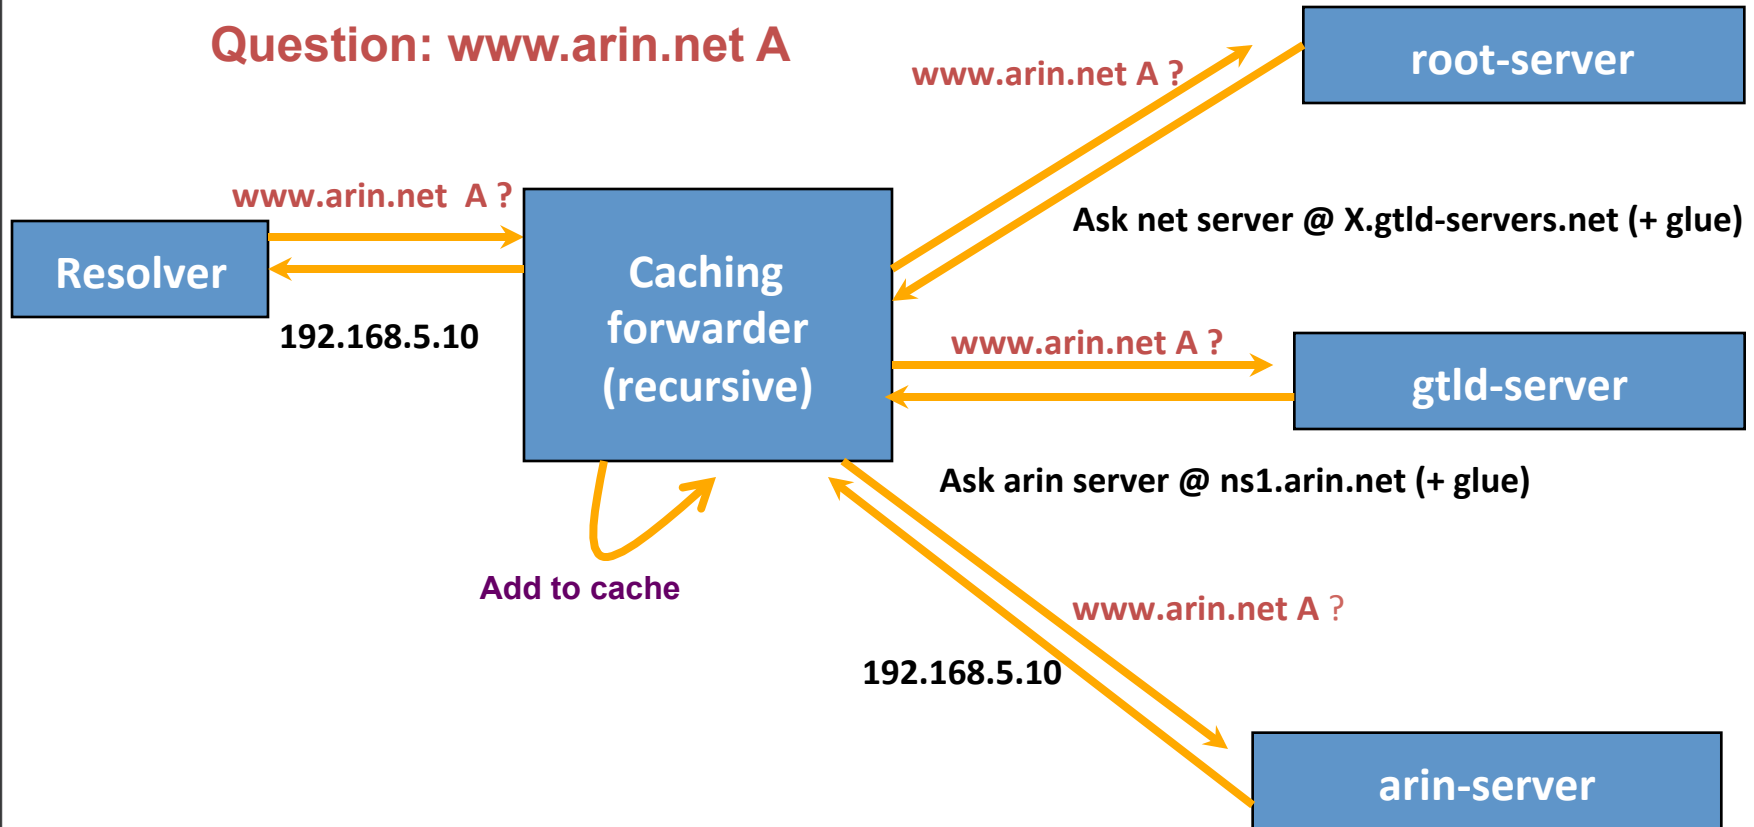 Question: www.arin.net A
root-server
www.arin.net A ?
www.arin.net  A ?
Ask net server @ X.gtld-servers.net (+ glue)
Resolver
Caching
forwarder
(recursive)
192.168.5.10
www.arin.net A ?
gtld-server
Ask arin server @ ns1.arin.net (+ glue)
Add to cache
www.arin.net A ?
192.168.5.10
arin-server